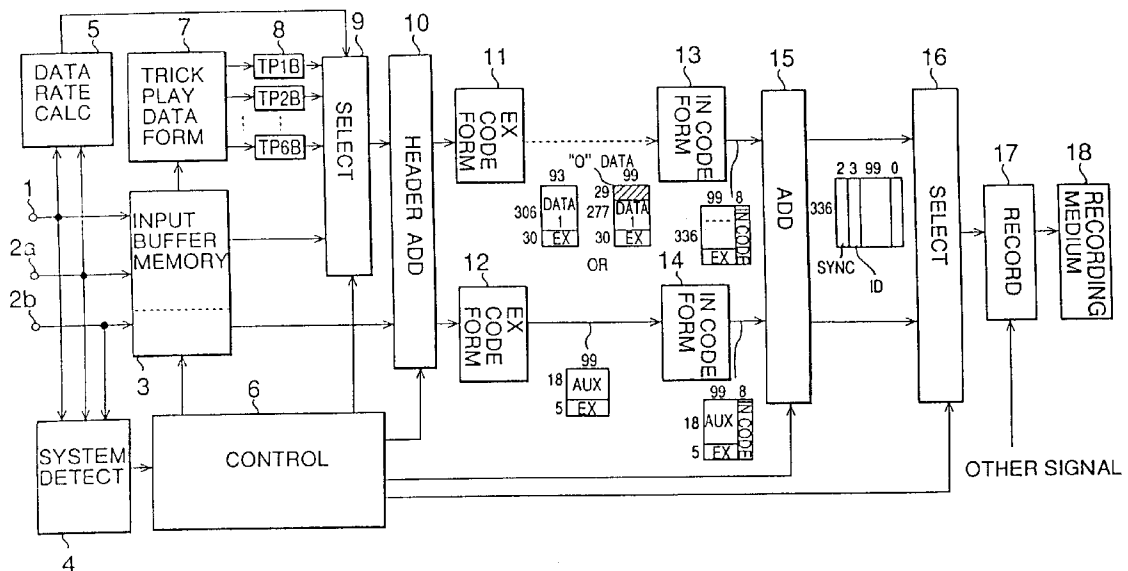 5
7
8
9
10
11
13
15
16
17
18
DATA
RATE
CALC
TRICK
PLAY
DATA
FORM
TP1B
TP2B
TP6B
SELECT
HEADER ADD
EX
CODE
FORM
IN CODE
FORM
ADD
SELECT
RECORD
RECORDING
MEDIUM
"0" DATA
93
306
DATA
1
30
EX
OR
99
29
277
DATA
1
30
EX
99 8
336
EX
IN CODE
2 3 99 0
336
SYNC
ID
1
2a
2b
INPUT
BUFFER
MEMORY
3
12
EX
CODE
FORM
14
IN CODE
FORM
99
18
AUX
5
EX
99 8
18
AUX
5
EX
IN CODE
6
CONTROL
SYSTEM
DETECT
4
OTHER SIGNAL